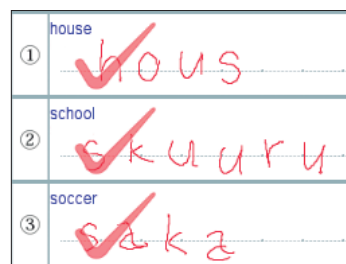 house
① hous
school
② skuuru
soccer
③ saka